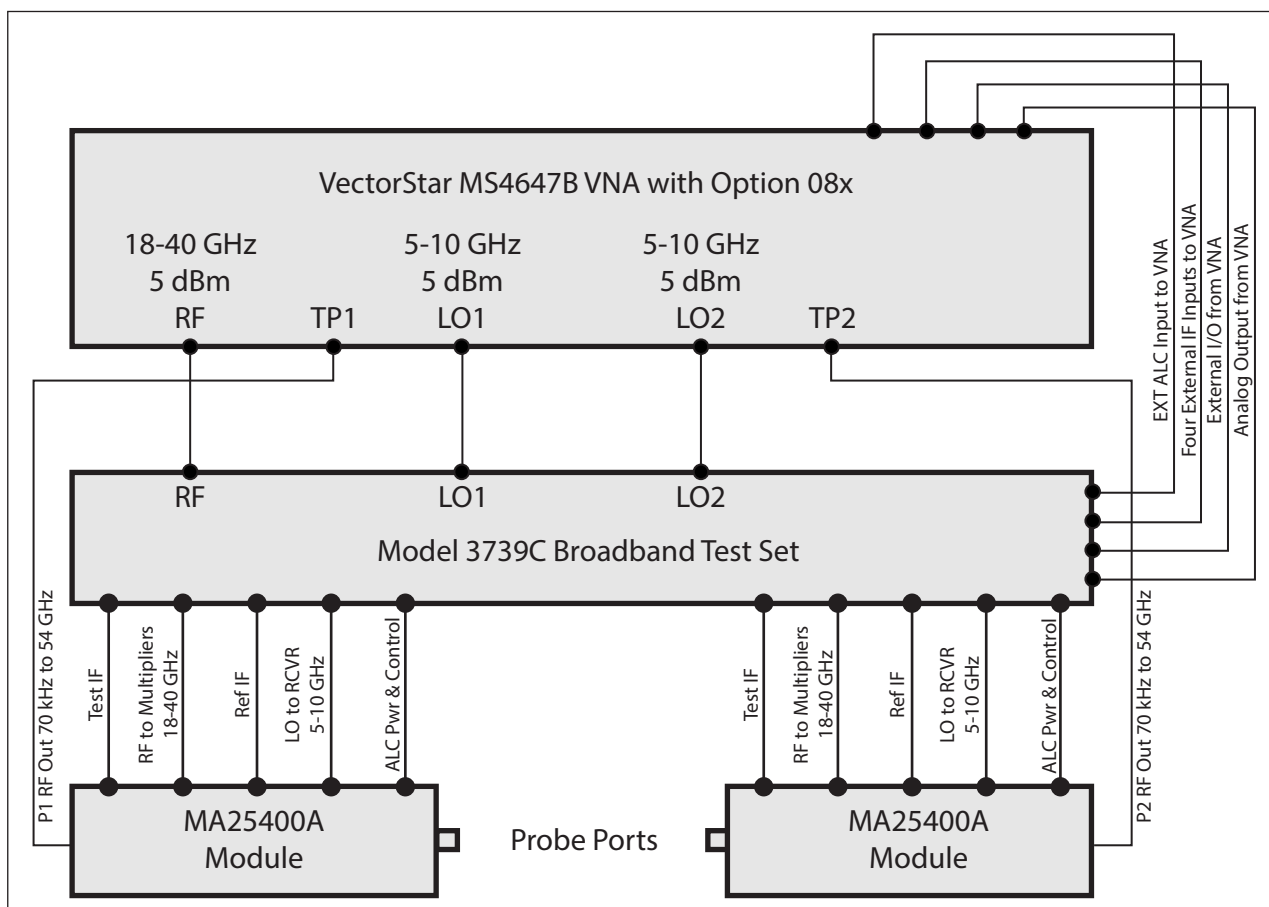 VectorStar MS4647B VNA with Option 08x
18-40 GHz
5 dBm
RF
TP1
5-10 GHz
5 dBm
LO1
5-10 GHz
5 dBm
LO2
TP2
EXT ALC Input to VNA
Four External IF Inputs to VNA
External I/O from VNA
Analog Output from VNA
RF
LO1
LO2
Model 3739C Broadband Test Set
P1 RF Out 70 kHz to 54 GHz
Test IF
RF to Multipliers
18-40 GHz
Ref IF
LO to RCVR
5-10 GHz
ALC Pwr & Control
Test IF
RF to Multipliers
18-40 GHz
Ref IF
LO to RCVR
5-10 GHz
ALC Pwr & Control
P2 RF Out 70 kHz to 54 GHz
MA25400A
Module
Probe Ports
MA25400A
Module